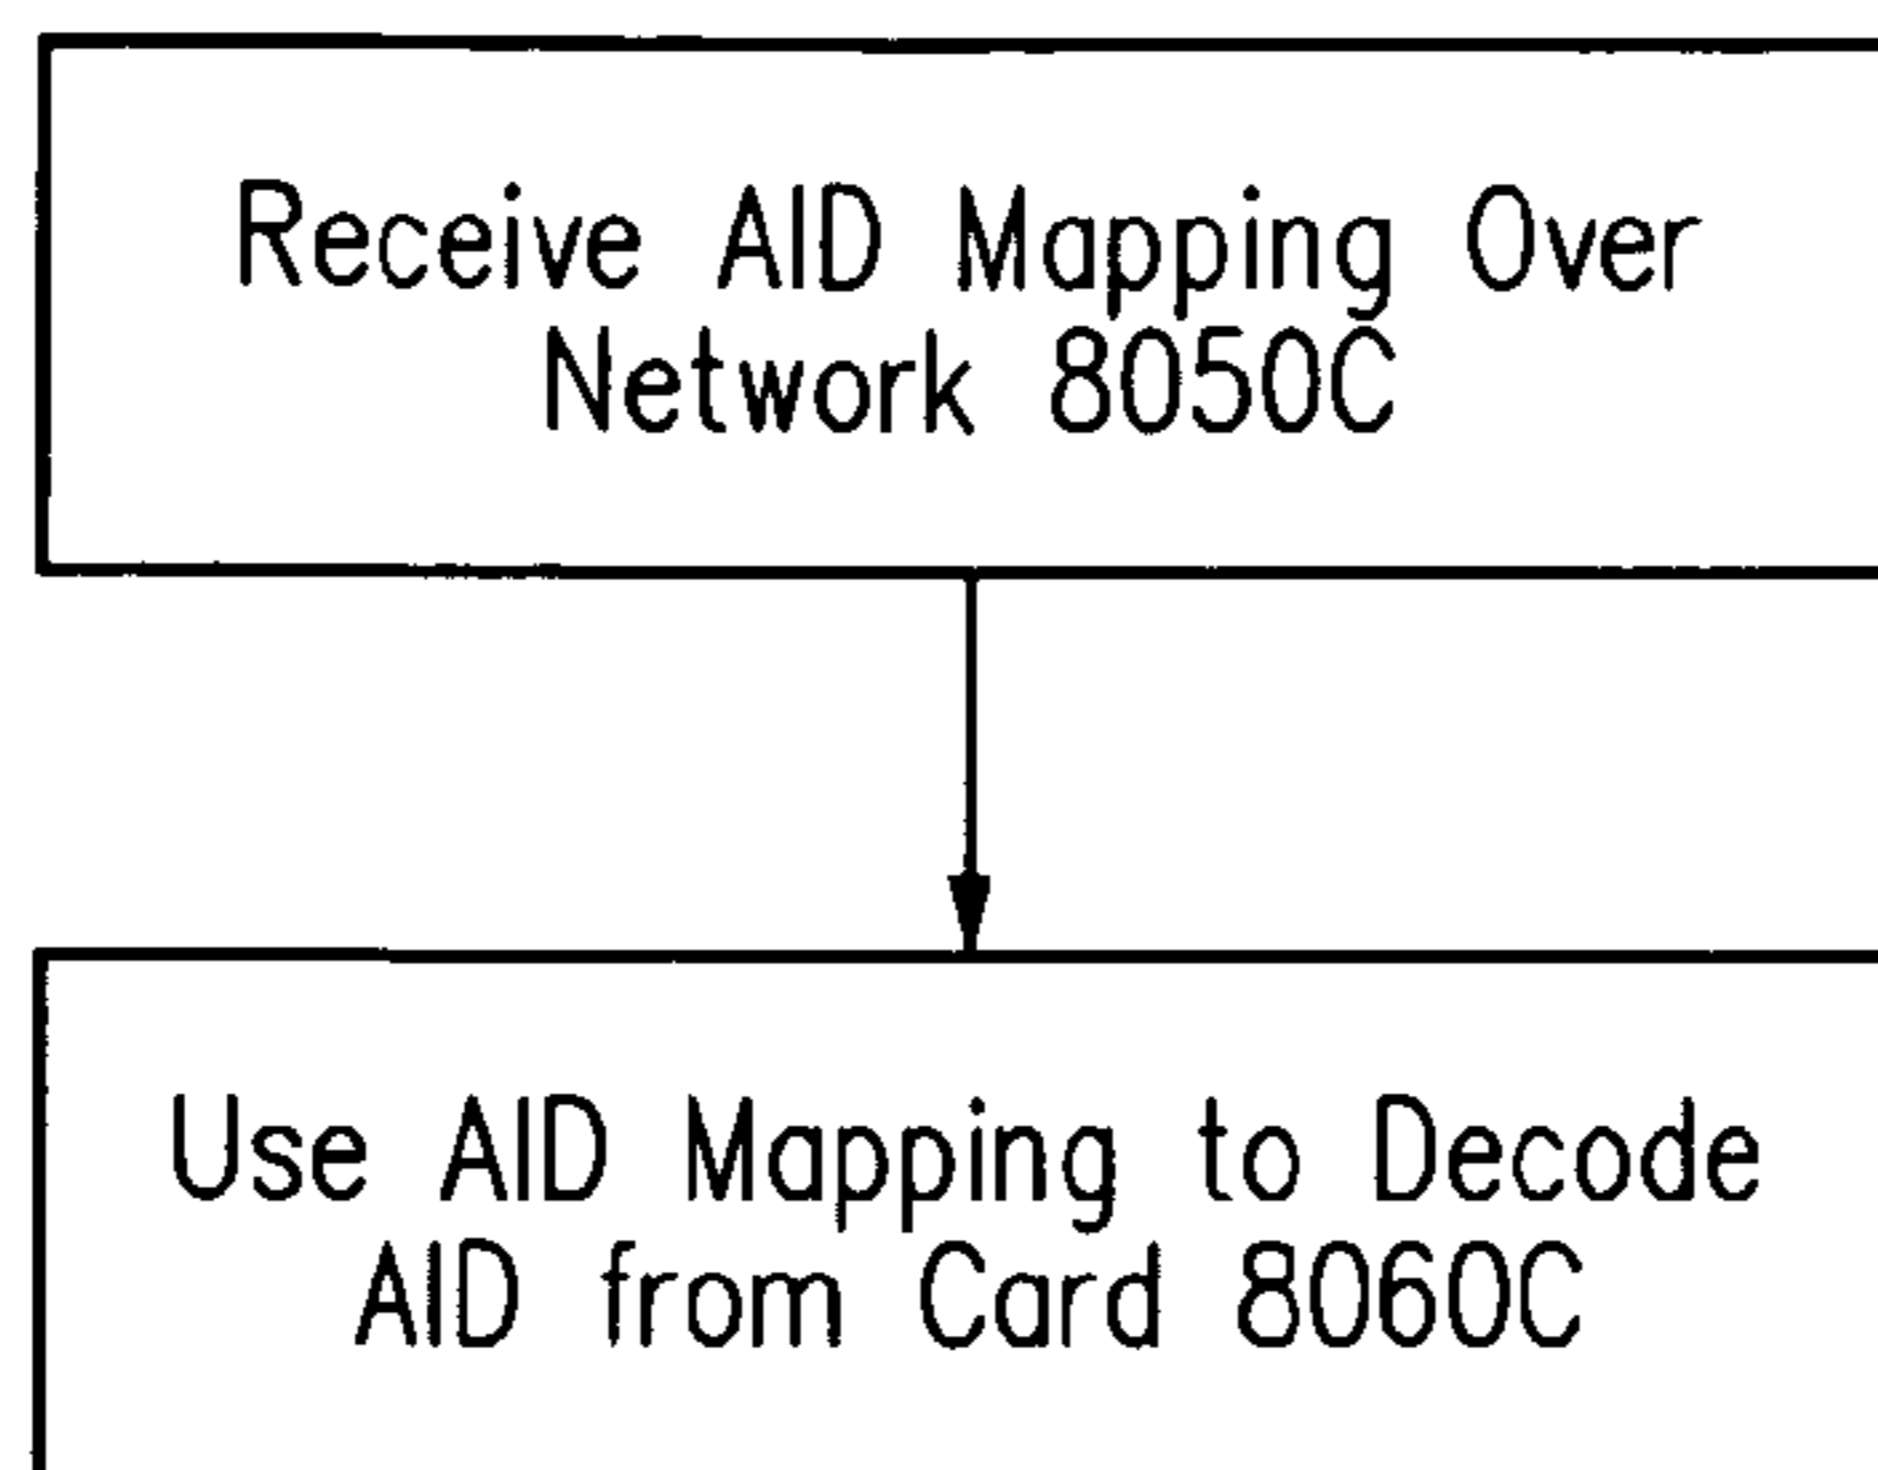 Receive AID Mapping Over
Network 8050C
Use AID Mapping to Decode
AID from Card 8060C